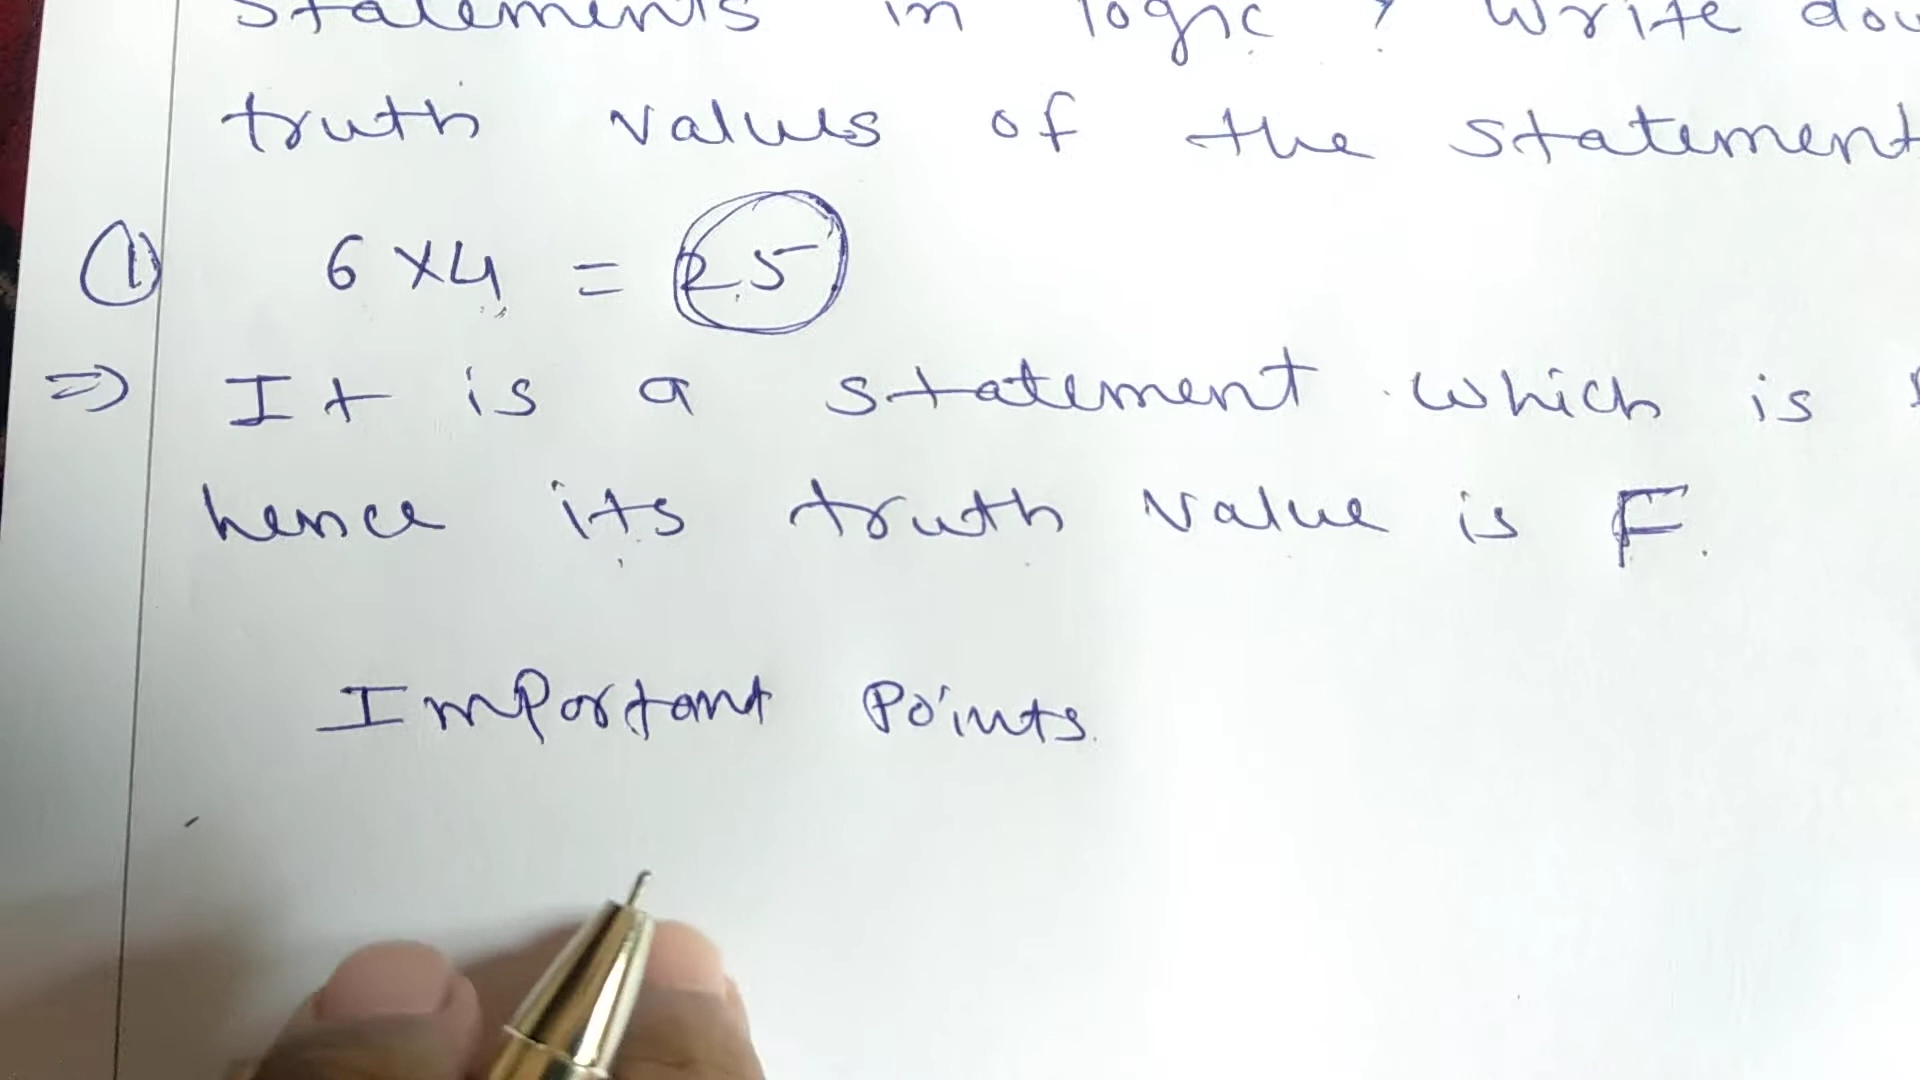 statements in logic ? Write
truth values of the statement
① 6 × 4 = 25
⇒ It is a statement which is
hence its truth value is F.
Important Points.